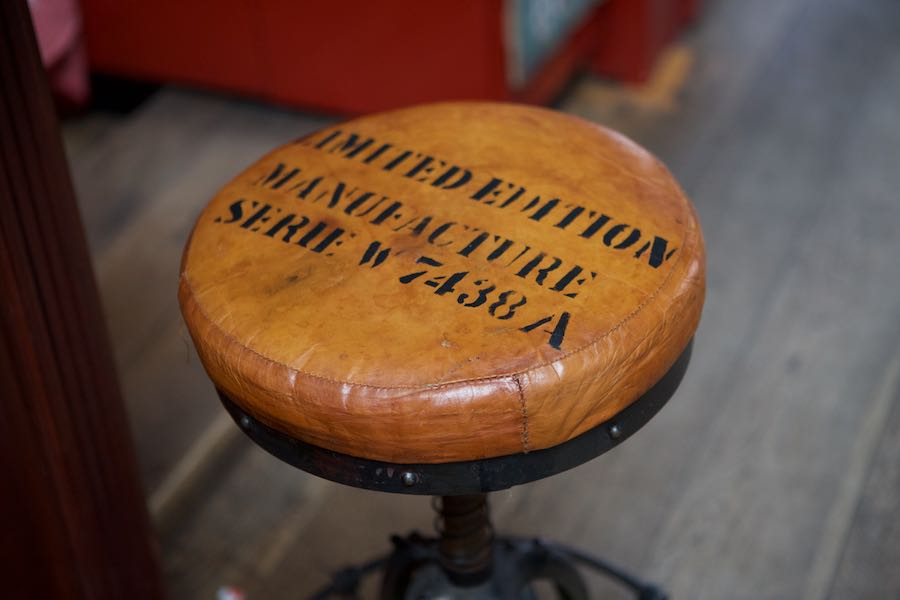 LIMITED EDITION
MANUFACTURE
SERIE W 7438 A